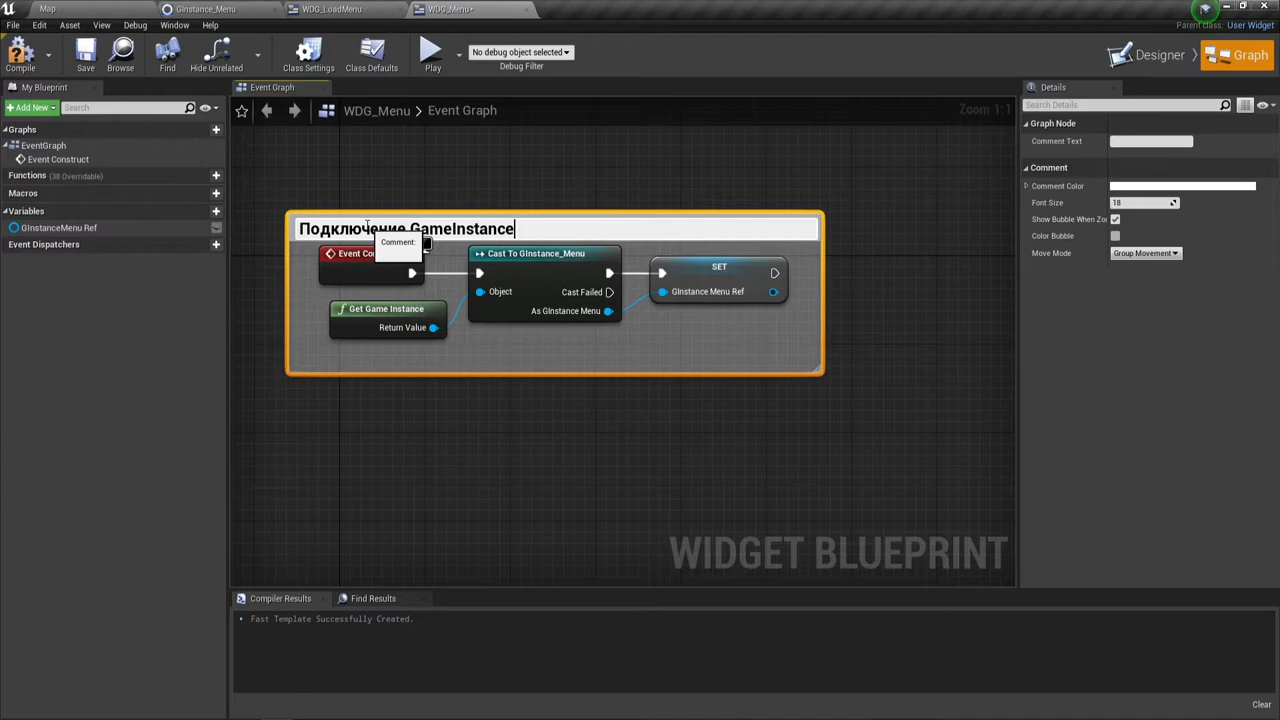 Map
GInstance_Menu
WDG_LoadMenu
WDG_Menu*
File Edit Asset View Debug Window Help
Parent class: User Widget
Compile
Save
Browse
Find
Hide Unrelated
Class Settings
Class Defaults
Play
No debug object selected
Debug Filter
Designer
Graph
My Blueprint
Add New
Search
Graphs
EventGraph
Event Construct
Functions (38 Overridable)
Macros
Variables
GInstanceMenu Ref
Event Dispatchers
Event Graph
WDG_Menu > Event Graph
Zoom 1:1
Подключение GameInstance
Comment:
Event Co
Cast To GInstance_Menu
Object
Cast Failed
As GInstance Menu
SET
GInstance Menu Ref
Get Game Instance
Return Value
WIDGET BLUEPRINT
Compiler Results
Find Results
Fast Template Successfully Created.
Clear
Details
Search Details
Graph Node
Comment Text
Comment
Comment Color
Font Size
18
Show Bubble When Zoo
Color Bubble
Move Mode
Group Movement